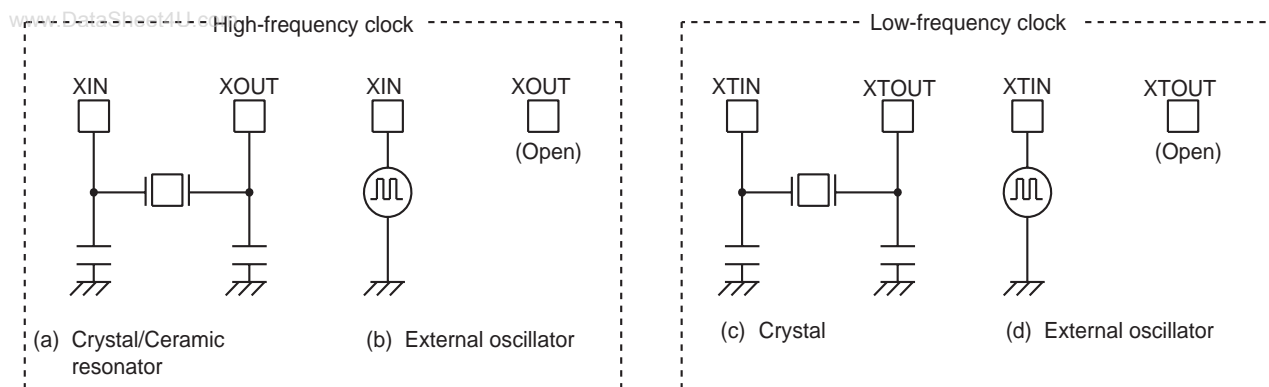 www.DataSheet4U.com
High-frequency clock
Low-frequency clock
XIN XOUT XIN XOUT XTIN XTOUT XTIN XTOUT
(Open) (Open)
(a) Crystal/Ceramic
resonator
(b) External oscillator
(c) Crystal
(d) External oscillator